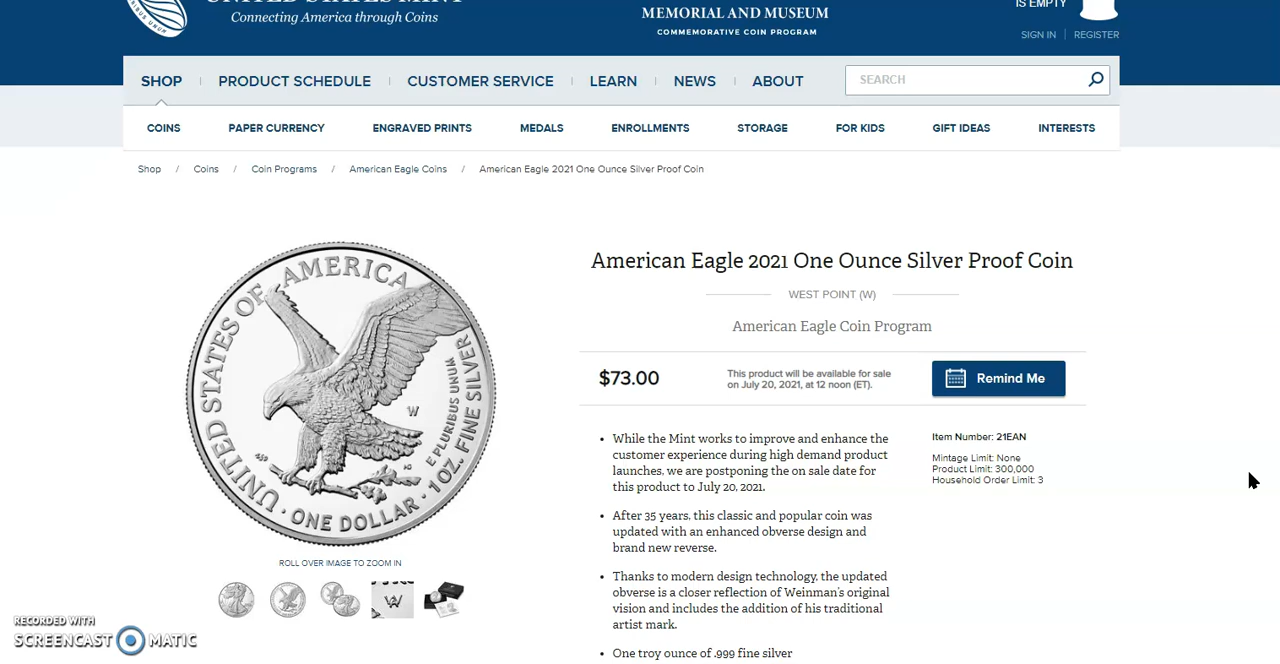 UNITED STATES MINT
Connecting America through Coins
MEMORIAL AND MUSEUM
COMMEMORATIVE COIN PROGRAM
IS EMPTY
SIGN IN | REGISTER
SHOP
PRODUCT SCHEDULE
CUSTOMER SERVICE
LEARN
NEWS
ABOUT
SEARCH
COINS
PAPER CURRENCY
ENGRAVED PRINTS
MEDALS
ENROLLMENTS
STORAGE
FOR KIDS
GIFT IDEAS
INTERESTS
Shop / Coins / Coin Programs / American Eagle Coins / American Eagle 2021 One Ounce Silver Proof Coin
UNITED STATES OF AMERICA
W
E PLURIBUS UNUM
1 OZ. FINE SILVER
ONE DOLLAR
ROLL OVER IMAGE TO ZOOM IN
W
American Eagle 2021 One Ounce Silver Proof Coin
WEST POINT (W)
American Eagle Coin Program
$73.00
This product will be available for sale
on July 20, 2021, at 12 noon (ET).
Remind Me
• While the Mint works to improve and enhance the
customer experience during high demand product
launches, we are postponing the on sale date for
this product to July 20, 2021.
• After 35 years, this classic and popular coin was
updated with an enhanced obverse design and
brand new reverse.
• Thanks to modern design technology, the updated
obverse is a closer reflection of Weinman's original
vision and includes the addition of his traditional
artist mark.
• One troy ounce of .999 fine silver
Item Number: 21EAN
Mintage Limit: None
Product Limit: 300,000
Household Order Limit: 3
RECORDED WITH
SCREENCAST MATIC